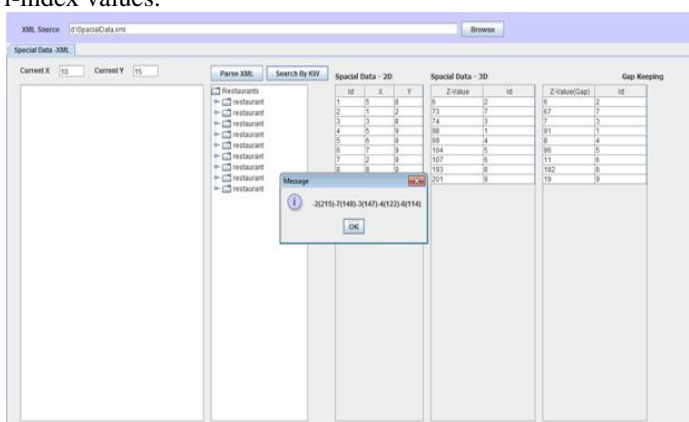 i-index values.
XML Source d:\SpacialData.xml Browse
Special Data -XML
Current X 10 Current Y 15 Parse XML Search By K/W Spacial Data - 2D Spacial Data - 3D Gap Keeping
Restaurants
restaurant
restaurant
restaurant
restaurant
restaurant
restaurant
restaurant
restaurant
restaurant
Id X Y
1 5 8
2 1 2
3 3 8
4 5 9
5 6 8
6 7 9
7 2 9
8 8 9
Z-Value Id
6 2
73 7
74 3
98 1
99 4
104 5
107 6
193 8
201 9
Z-Value(Gap) Id
6 2
67 7
7 3
91 1
8 4
96 5
11 6
182 8
19 9
Message
-2(215)-7(148)-3(147)-4(122)-8(114)
OK